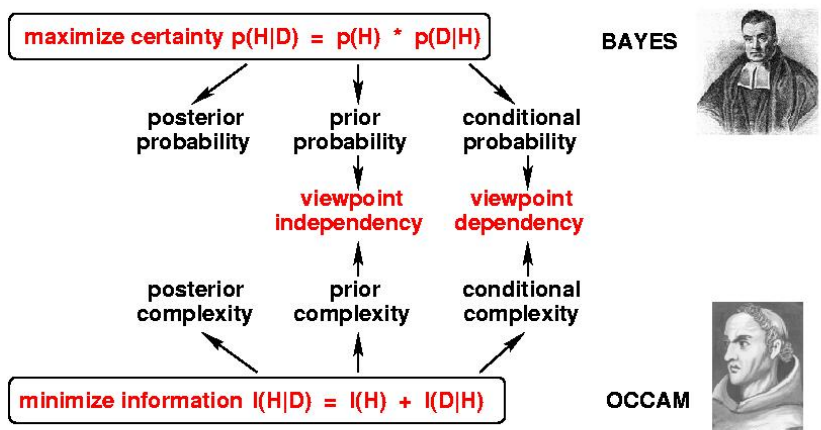 maximize certainty p(H|D) = p(H) * p(D|H)
BAYES
posterior
probability
prior
probability
conditional
probability
viewpoint
independency
viewpoint
dependency
posterior
complexity
prior
complexity
conditional
complexity
minimize information I(H|D) = I(H) + I(D|H)
OCCAM